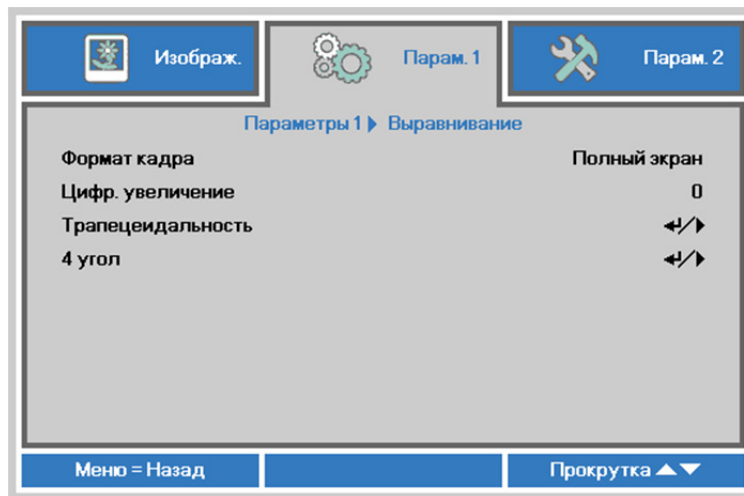 Изображ. Парам. 1 Парам. 2
Параметры 1 Выравнивание
Формат кадра Полный экран
Цифр. увеличение 0
Трапецеидальность
4 угол
Меню = Назад Прокрутка